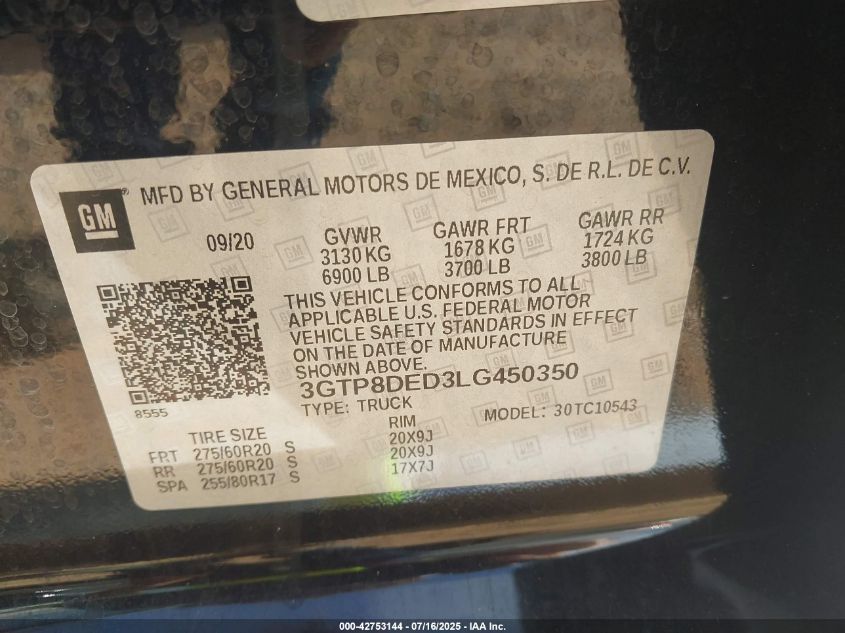 GM
MFD BY GENERAL MOTORS DE MEXICO, S. DE R.L. DE C.V.
09/20
GVWR
3130 KG
6900 LB
GAWR FRT
1678 KG
3700 LB
GAWR RR
1724 KG
3800 LB
THIS VEHICLE CONFORMS TO ALL
APPLICABLE U.S. FEDERAL MOTOR
VEHICLE SAFETY STANDARDS IN EFFECT
ON THE DATE OF MANUFACTURE
SHOWN ABOVE.
3GTP8DED3LG450350
TYPE: TRUCK
MODEL: 30TC10543
8555
TIRE SIZE RIM
FRT 275/60R20 S 20X9J
RR 275/60R20 S 20X9J
SPA 255/80R17 S 17X7J
000-42753144 - 07/16/2025 - IAA Inc.